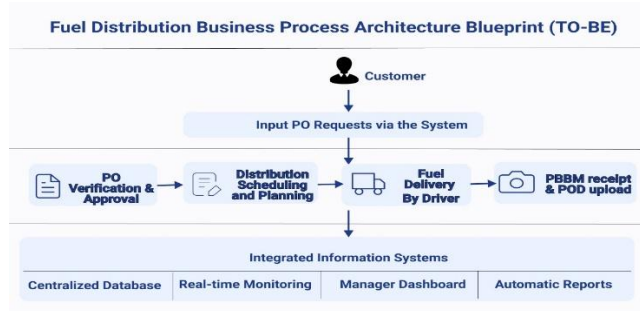 Fuel Distribution Business Process Architecture Blueprint (TO-BE)
Customer
Input PO Requests via the System
PO
Verification &
Approval
Distribution
Scheduling
and Planning
Fuel
Delivery
By Driver
PBBM receipt
& POD upload
Integrated Information Systems
Centralized Database
Real-time Monitoring
Manager Dashboard
Automatic Reports